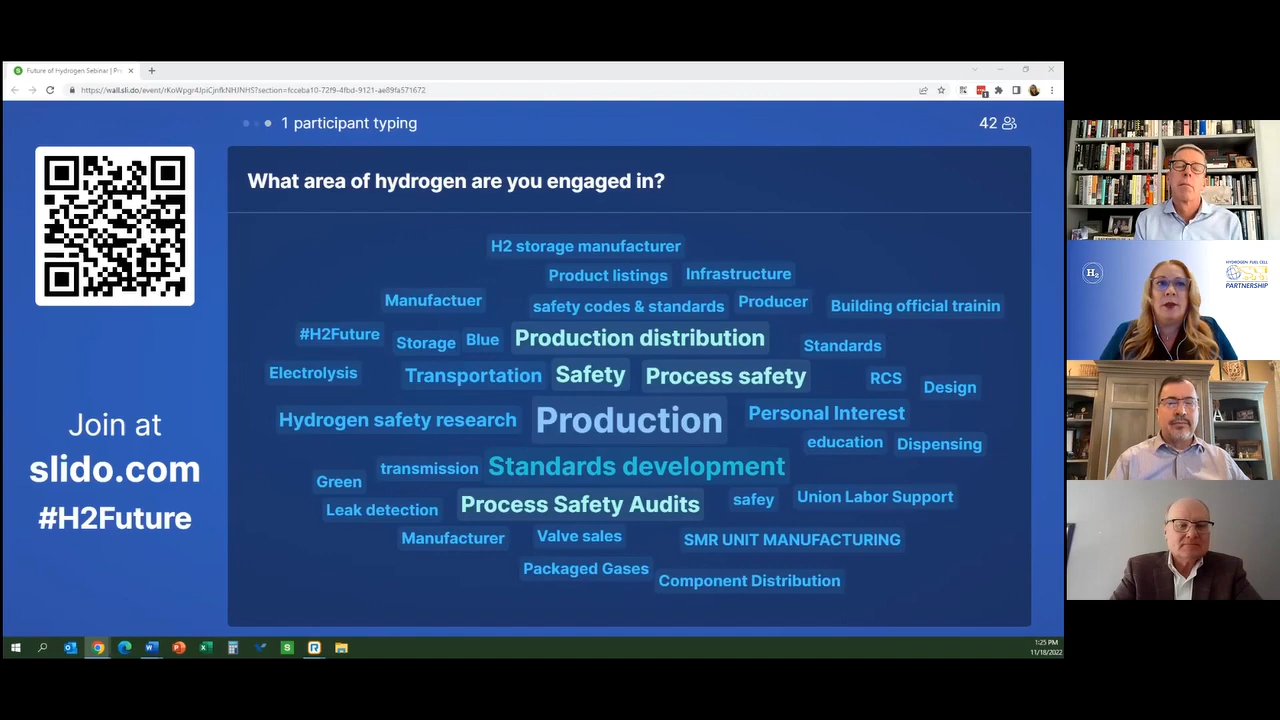 Future of Hydrogen Sebinar | Pre
https://wall.sli.do/event/rKoWpgr4JpiCjnfkNHJNHS?section=fcceba10-72f9-4fbd-9121-ae89fa571672
1 participant typing
42
What area of hydrogen are you engaged in?
H2 storage manufacturer
Product listings
Infrastructure
Manufactuer
safety codes & standards
Producer
Building official trainin
#H2Future
Storage
Blue
Production distribution
Standards
Electrolysis
Transportation
Safety
Process safety
RCS
Design
Hydrogen safety research
Production
Personal Interest
education
Dispensing
transmission
Standards development
Green
Leak detection
Process Safety Audits
safey
Union Labor Support
Manufacturer
Valve sales
SMR UNIT MANUFACTURING
Packaged Gases
Component Distribution
Join at
slido.com
#H2Future
1:25 PM
11/18/2022
HYDROGEN FUEL CELL
PARTNERSHIP